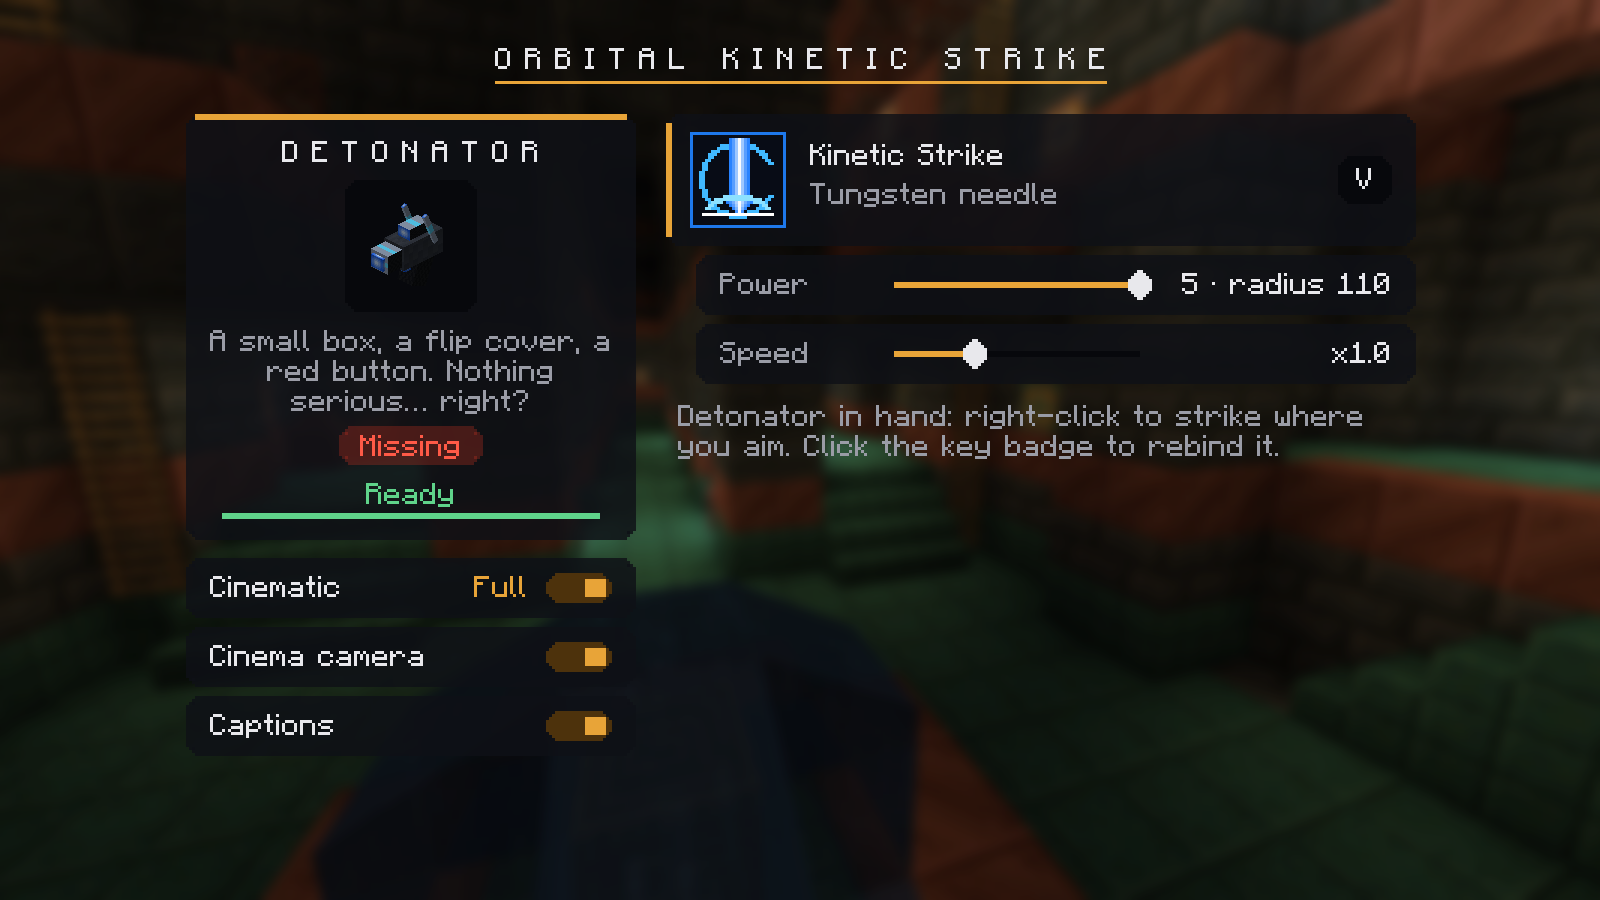 ORBITAL KINETIC STRIKE
DETONATOR
A small box, a flip cover, a
red button. Nothing
serious... right?
Missing
Ready
Cinematic Full
Cinema camera
Captions
Kinetic Strike
Tungsten needle
V
Power 5 · radius 110
Speed x1.0
Detonator in hand: right-click to strike where
you aim. Click the key badge to rebind it.